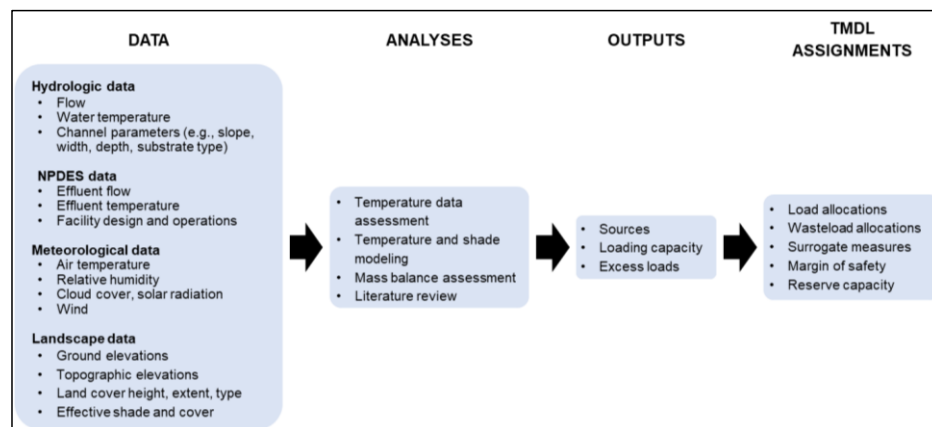 DATA
Hydrologic data
• Flow
• Water temperature
• Channel parameters (e.g., slope,
width, depth, substrate type)
NPDES data
• Effluent flow
• Effluent temperature
• Facility design and operations
Meteorological data
• Air temperature
• Relative humidity
• Cloud cover, solar radiation
• Wind
Landscape data
• Ground elevations
• Topographic elevations
• Land cover height, extent, type
• Effective shade and cover
ANALYSES
• Temperature data
assessment
• Temperature and shade
modeling
• Mass balance assessment
• Literature review
OUTPUTS
• Sources
• Loading capacity
• Excess loads
TMDL
ASSIGNMENTS
• Load allocations
• Wasteload allocations
• Surrogate measures
• Margin of safety
• Reserve capacity